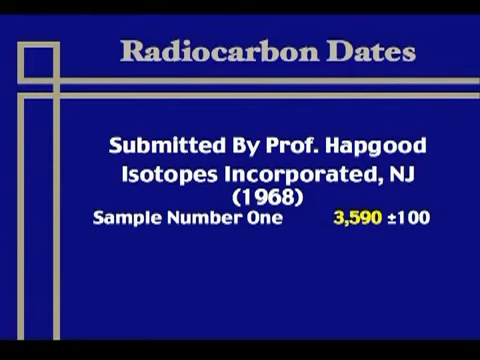 Radiocarbon Dates
Submitted By Prof. Hapgood
Isotopes Incorporated, NJ
(1968)
Sample Number One 3,590 ±100